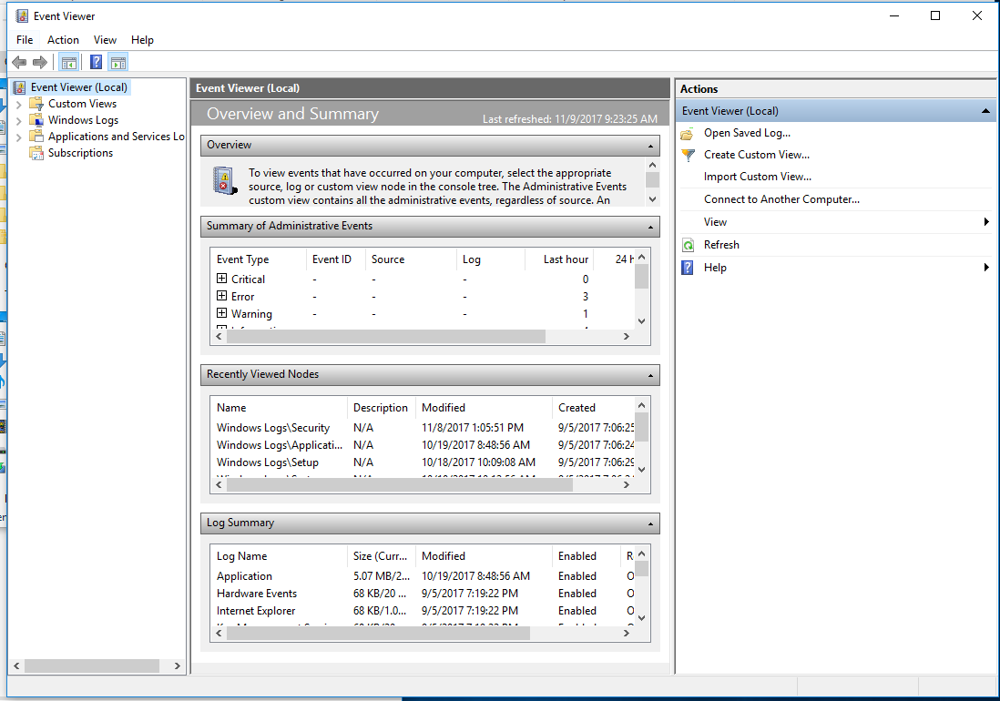 Event Viewer
File Action View Help
Event Viewer (Local)
Custom Views
Windows Logs
Applications and Services Lo
Subscriptions
Event Viewer (Local)
Overview and Summary
Last refreshed: 11/9/2017 9:23:25 AM
Overview
To view events that have occurred on your computer, select the appropriate
source, log or custom view node in the console tree. The Administrative Events
custom view contains all the administrative events, regardless of source. An
Summary of Administrative Events
Event Type Event ID Source Log Last hour 24 h
Critical - - - 0
Error - - - 3
Warning - - - 1
Recently Viewed Nodes
Name Description Modified Created
Windows Logs\Security N/A 11/8/2017 1:05:51 PM 9/5/2017 7:06:25
Windows Logs\Applicati... N/A 10/19/2017 8:48:56 AM 9/5/2017 7:06:24
Windows Logs\Setup N/A 10/18/2017 10:09:08 AM 9/5/2017 7:06:29
Log Summary
Log Name Size (Curr... Modified Enabled R
Application 5.07 MB/2... 10/19/2017 8:48:56 AM Enabled O
Hardware Events 68 KB/20 ... 9/5/2017 7:19:22 PM Enabled O
Internet Explorer 68 KB/1.0... 9/5/2017 7:19:22 PM Enabled O
Actions
Event Viewer (Local)
Open Saved Log...
Create Custom View...
Import Custom View...
Connect to Another Computer...
View
Refresh
Help